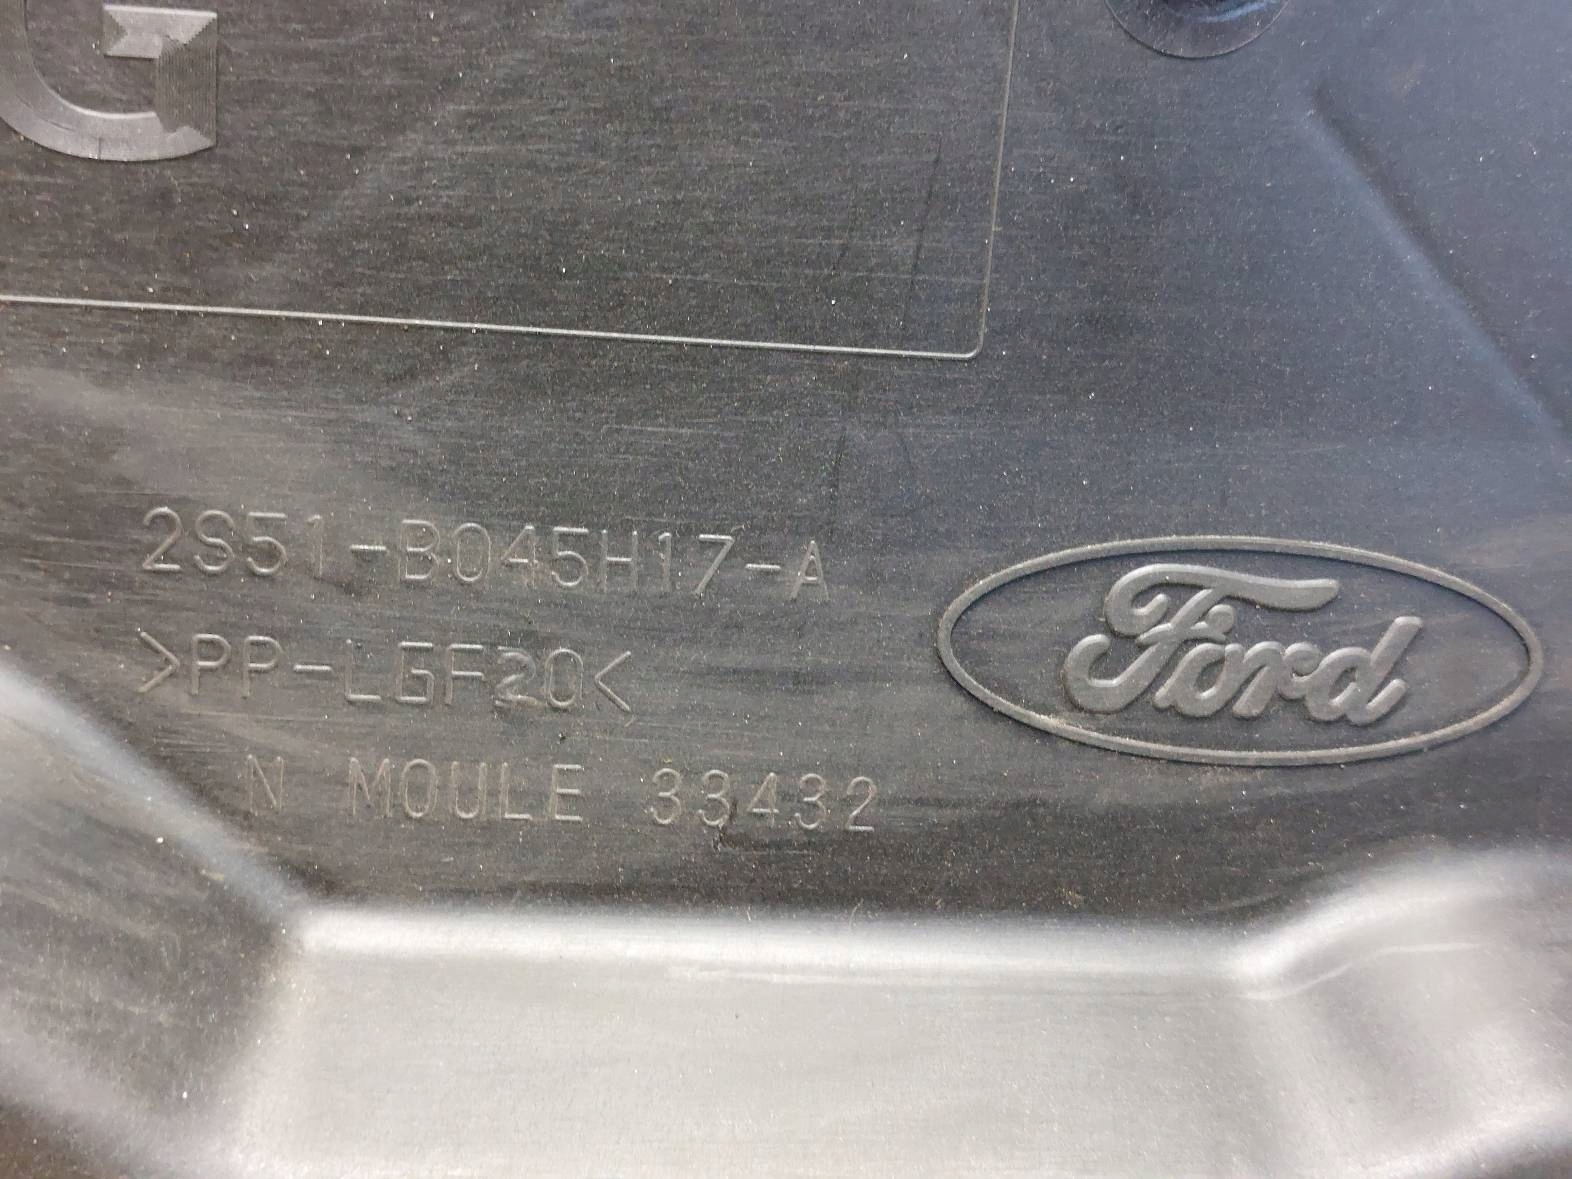 G
2S51-B045H17-A
>PP-LGF20<
N MOULE 33432
Ford